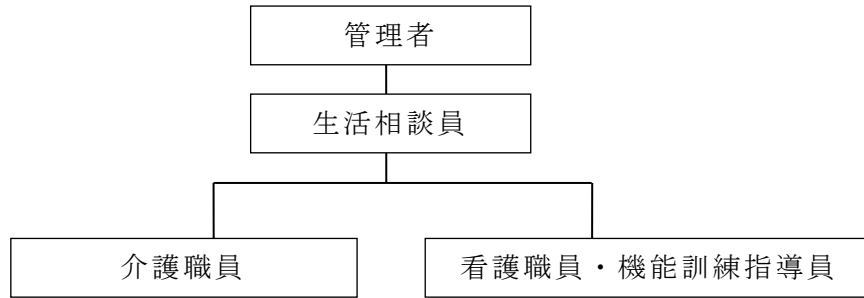 管理者
生活相談員
介護職員
看護職員・機能訓練指導員